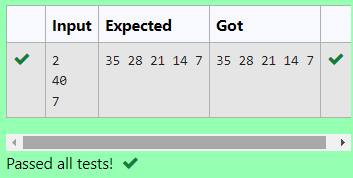 Input Expected Got
2 35 28 21 14 7 35 28 21 14 7
40
7
Passed all tests!